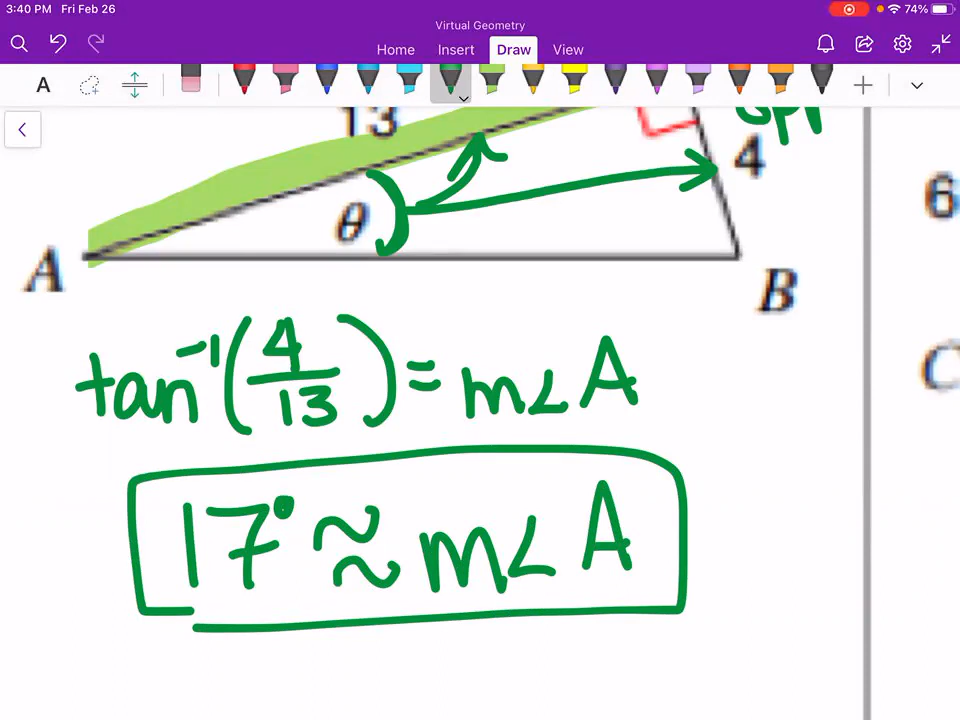 3:40 PM Fri Feb 26
74%
Virtual Geometry
Home Insert Draw View
A
13
4
6
θ
A
B
tan⁻¹(4/13) = m∠A
C
17° ≈ m∠A